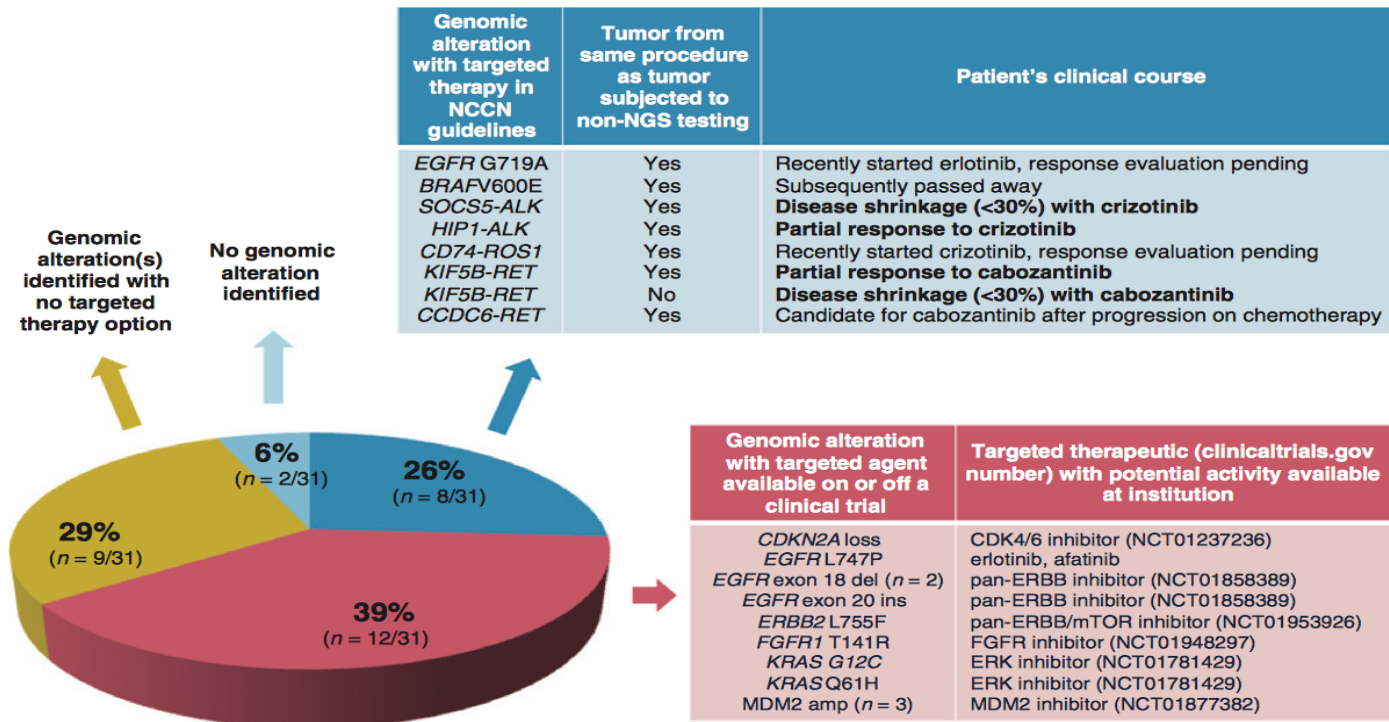 Genomic
alteration
with targeted
therapy in
NCCN
guidelines
Tumor from
same procedure
as tumor
subjected to
non-NGS testing
Patient's clinical course
EGFR G719A Yes Recently started erlotinib, response evaluation pending
BRAFV600E Yes Subsequently passed away
SOCS5-ALK Yes Disease shrinkage (<30%) with crizotinib
HIP1-ALK Yes Partial response to crizotinib
CD74-ROS1 Yes Recently started crizotinib, response evaluation pending
KIF5B-RET Yes Partial response to cabozantinib
KIF5B-RET No Disease shrinkage (<30%) with cabozantinib
CCDC6-RET Yes Candidate for cabozantinib after progression on chemotherapy
Genomic
alteration(s)
identified with
no targeted
therapy option
No genomic
alteration
identified
6%
(n = 2/31)
26%
(n = 8/31)
29%
(n = 9/31)
39%
(n = 12/31)
Genomic alteration
with targeted agent
available on or off a
clinical trial
Targeted therapeutic (clinicaltrials.gov
number) with potential activity available
at institution
CDKN2A loss CDK4/6 inhibitor (NCT01237236)
EGFR L747P erlotinib, afatinib
EGFR exon 18 del (n = 2) pan-ERBB inhibitor (NCT01858389)
EGFR exon 20 ins pan-ERBB inhibitor (NCT01858389)
ERBB2 L755F pan-ERBB/mTOR inhibitor (NCT01953926)
FGFR1 T141R FGFR inhibitor (NCT01948297)
KRAS G12C ERK inhibitor (NCT01781429)
KRAS Q61H ERK inhibitor (NCT01781429)
MDM2 amp (n = 3) MDM2 inhibitor (NCT01877382)